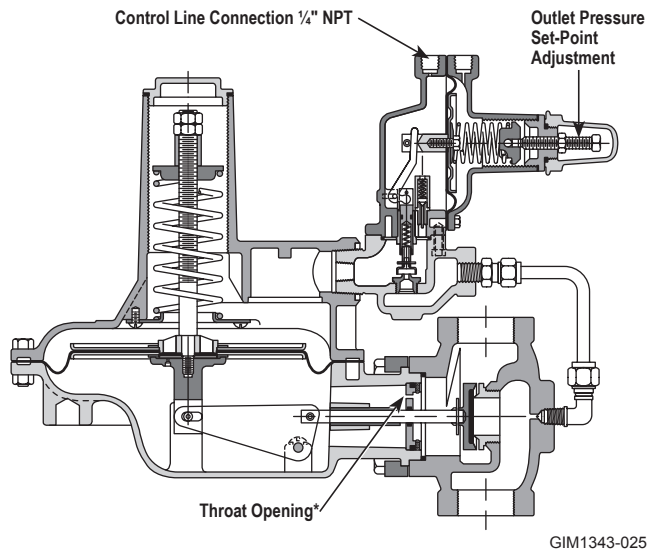 Control Line Connection ¼" NPT
Outlet Pressure
Set-Point
Adjustment
Throat Opening*
GIM1343-025